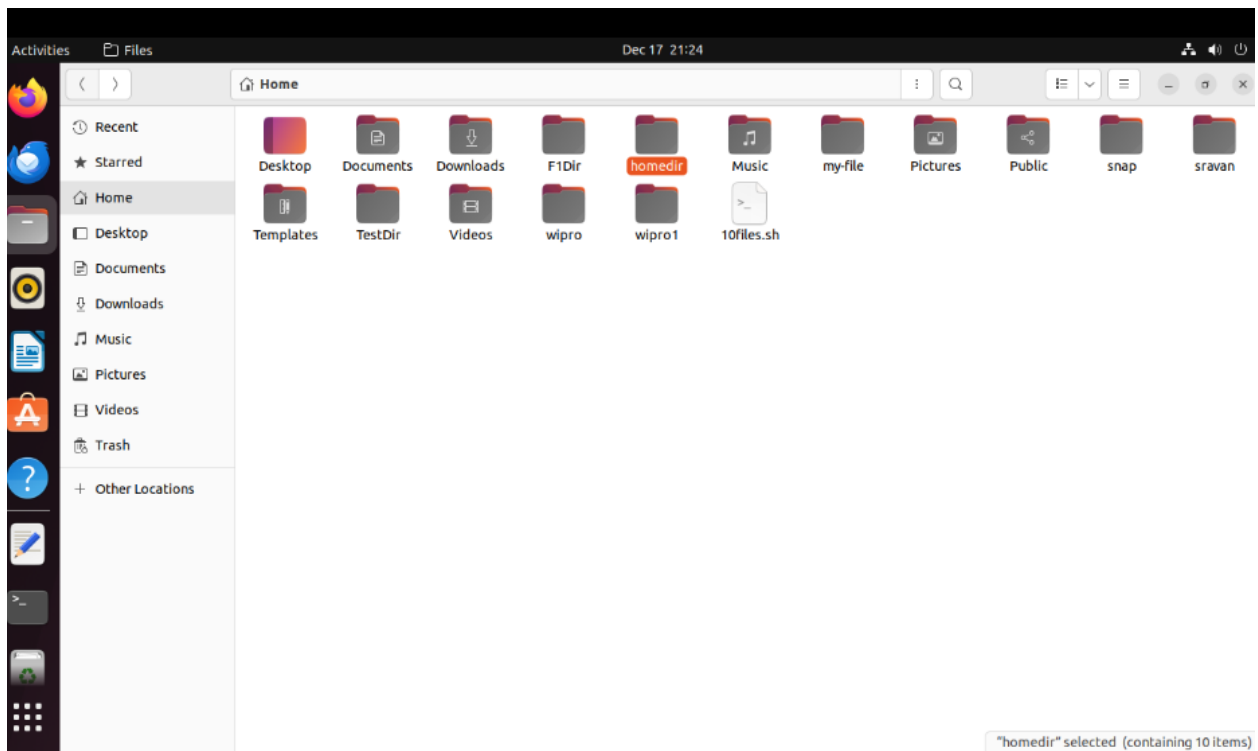 Activities Files Dec 17 21:24
Home
Recent
Starred
Home
Desktop
Documents
Downloads
Music
Pictures
Videos
Trash
+ Other Locations
Desktop Documents Downloads F1Dir homedir Music my-file Pictures Public snap sravan
Templates TestDir Videos wipro wipro1 10files.sh
"homedir" selected (containing 10 items)